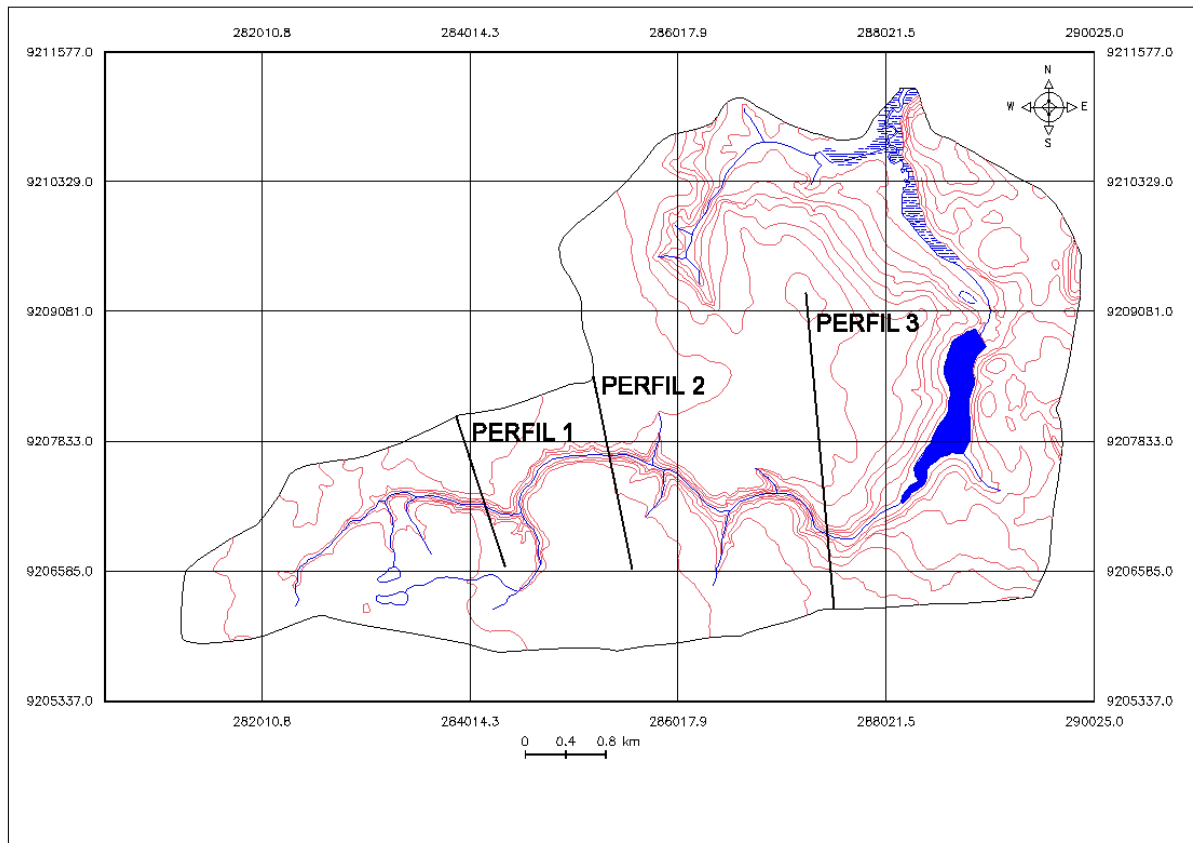 282010.8 284014.3 286017.9 288021.5 290025.0
9211577.0 9211577.0
N
W E
S
9210329.0 9210329.0
9209081.0 9209081.0
PERFIL 3
PERFIL 2
PERFIL 1
9207833.0 9207833.0
9206585.0 9206585.0
9205337.0 9205337.0
282010.8 284014.3 286017.9 288021.5 290025.0
0 0.4 0.8 km